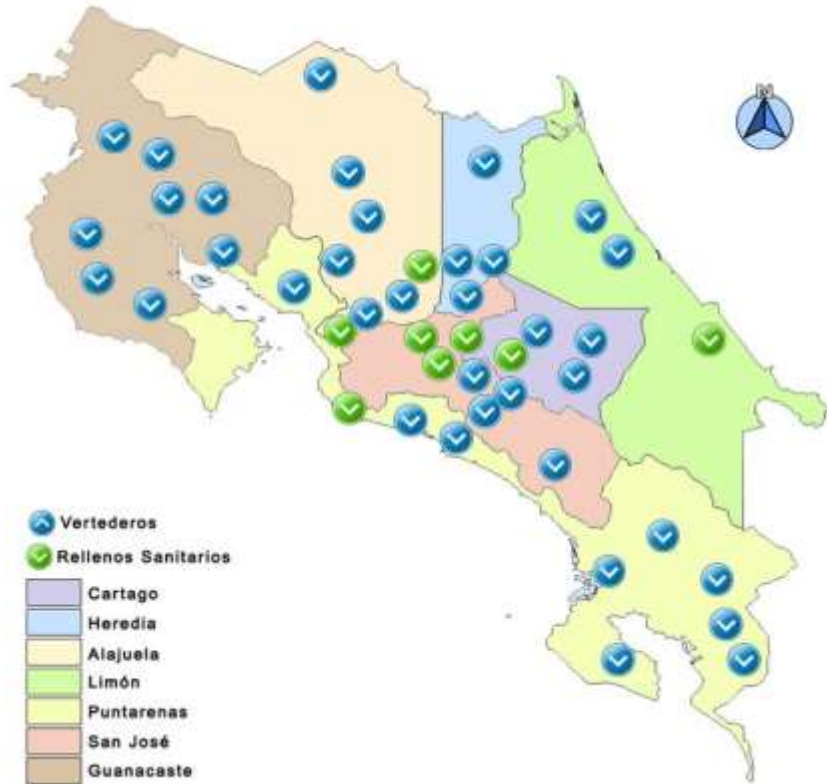 N
Vertederos
Rellenos Sanitarios
Cartago
Heredia
Alajuela
Limón
Puntarenas
San José
Guanacaste